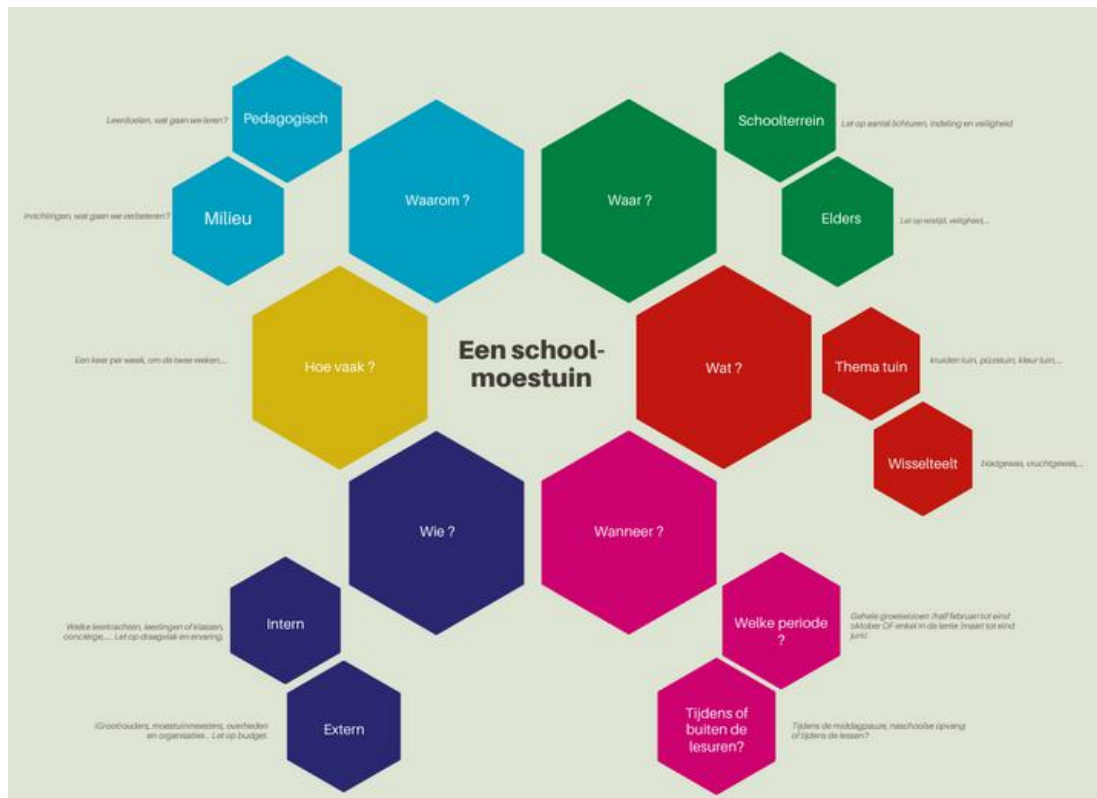 Pedagogisch
Leerdoelen, wat gaan we leren?
Milieu
Inrichtingen, wat gaan we verbeteren?
Waarom ?
Waar ?
Schoolterrein
Let op aantal lichturen, indeling en veiligheid
Elders
Let op reistijd, veiligheid,...
Hoe vaak ?
Een keer per week, om de twee weken,...
Een school-
moestuin
Wat ?
Thema tuin
kruiden tuin, pizzatuin, kleur tuin,...
Wisselteelt
bladgewas, vruchtgewas,...
Wie ?
Wanneer ?
Intern
Welke leerkrachten, leerlingen of klassen,
conciërge,.... Let op draagvlak en ervaring.
Extern
(Groot)ouders, moestuinmeesters, overheden
en organisaties .. Let op budget.
Welke periode
?
Gehele groeiseizoen (half februari tot eind
oktober OF enkel in de lente (maart tot eind
juni).
Tijdens of
buiten de
lesuren?
Tijdens de middagpauze, naschoolse opvang
of tijdens de lessen?